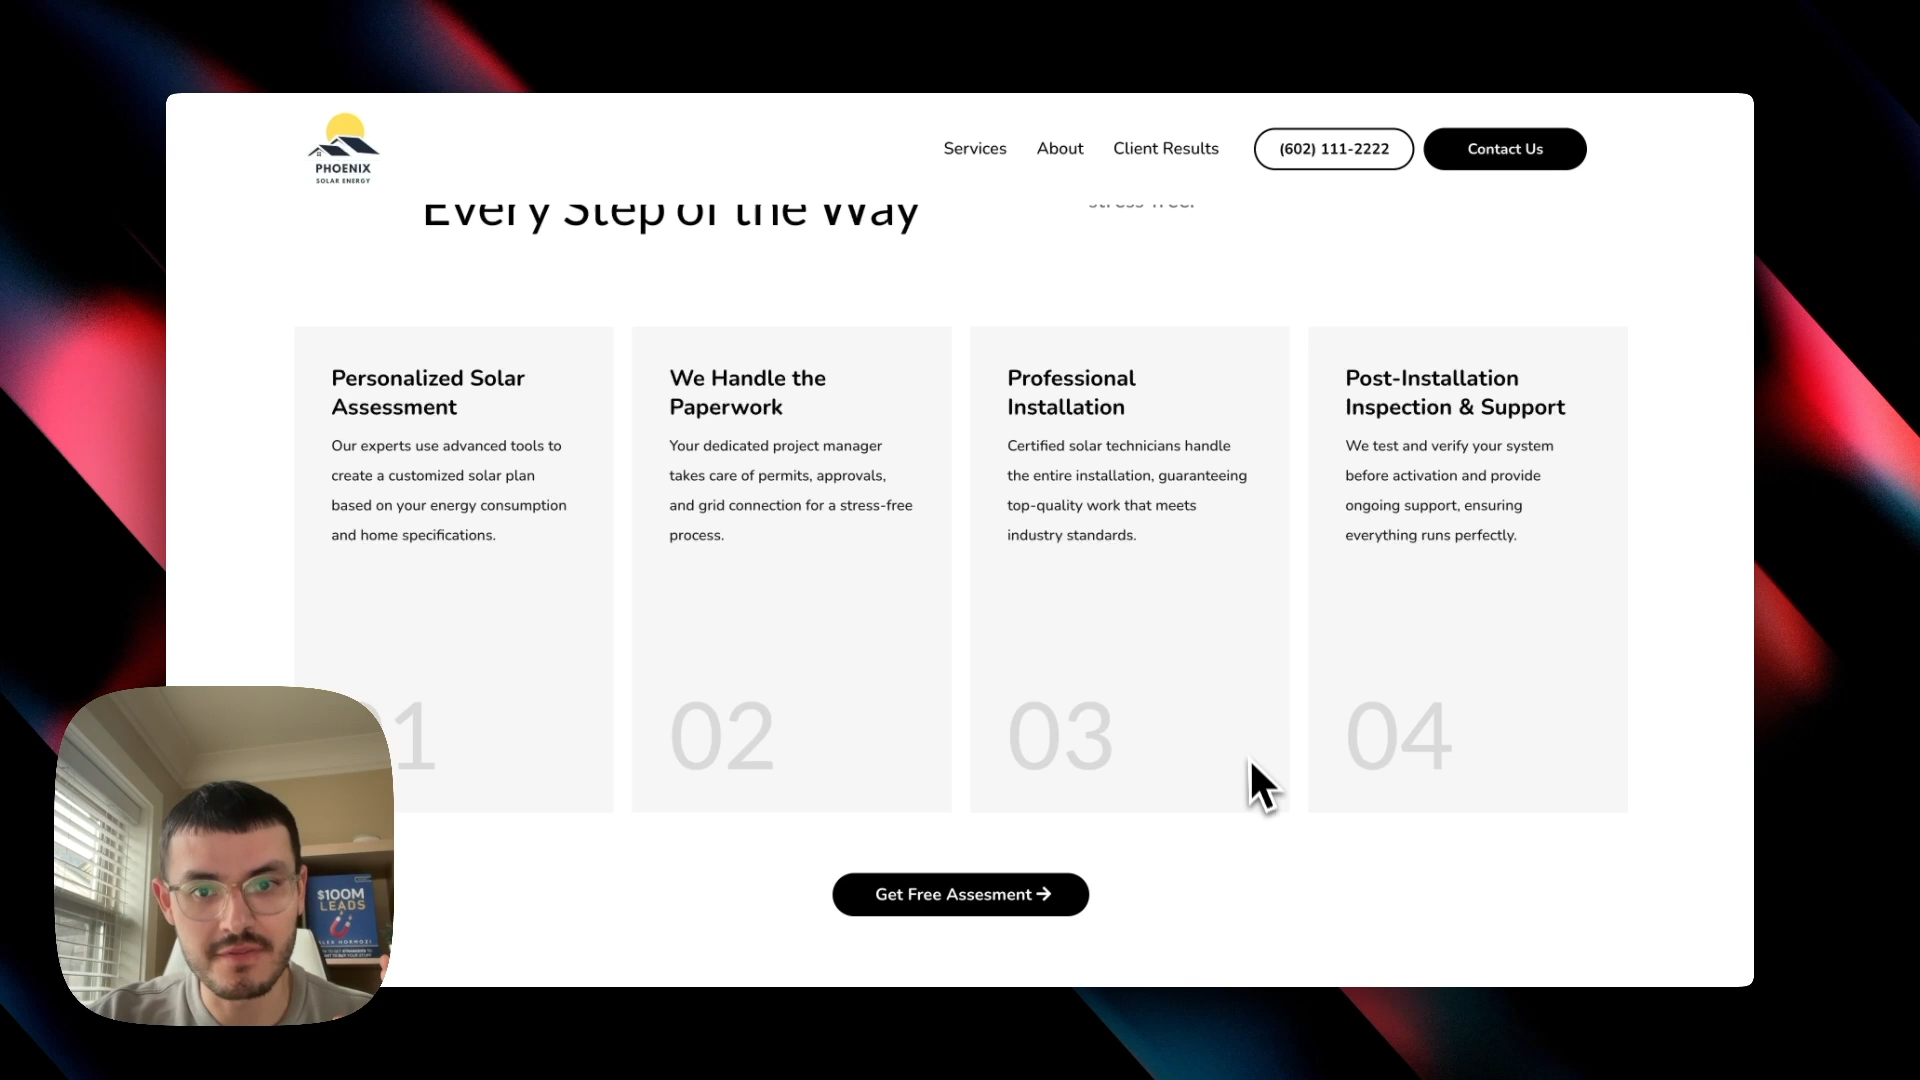 PHOENIX
SOLAR ENERGY
Services
About
Client Results
(602) 111-2222
Contact Us
Every Step of the Way
stress-free.
Personalized Solar
Assessment
Our experts use advanced tools to
create a customized solar plan
based on your energy consumption
and home specifications.
We Handle the
Paperwork
Your dedicated project manager
takes care of permits, approvals,
and grid connection for a stress-free
process.
Professional
Installation
Certified solar technicians handle
the entire installation, guaranteeing
top-quality work that meets
industry standards.
Post-Installation
Inspection & Support
We test and verify your system
before activation and provide
ongoing support, ensuring
everything runs perfectly.
1
02
03
04
Get Free Assesment →
$100M
LEADS
ALEX HORMOZI